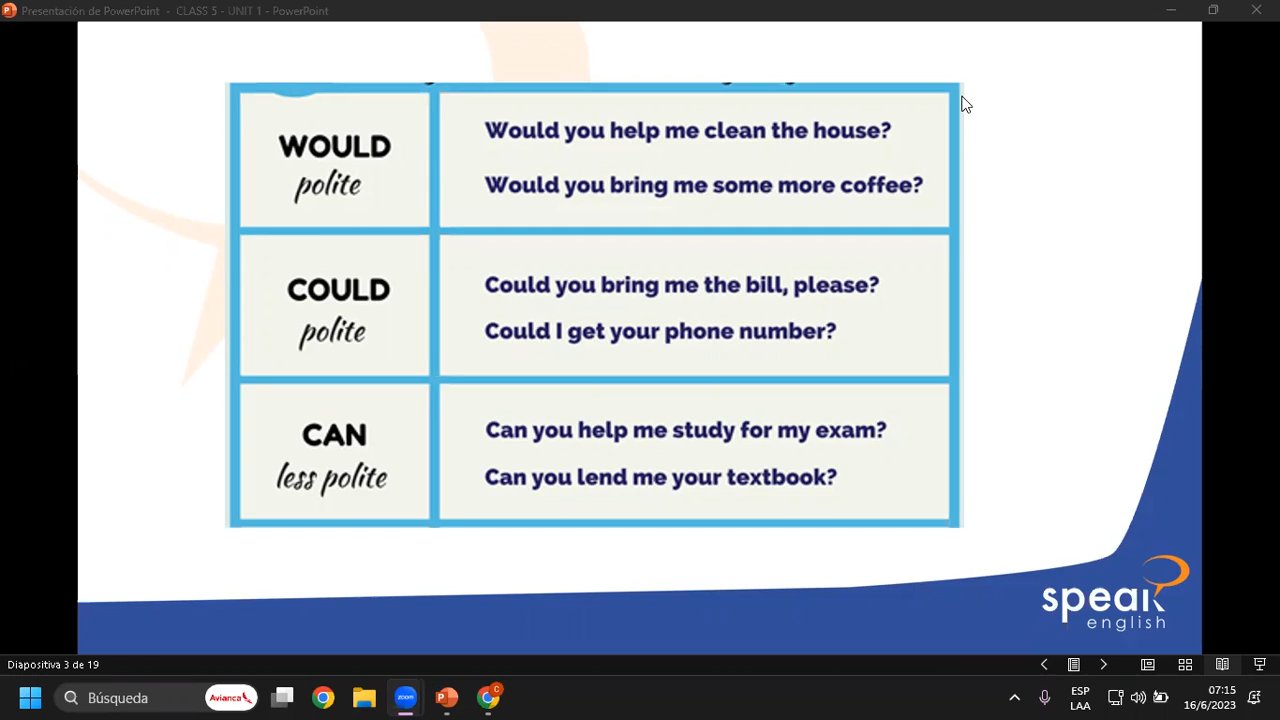 Presentación de PowerPoint - CLASS 5 - UNIT 1 - PowerPoint
WOULD
polite
Would you help me clean the house?
Would you bring me some more coffee?
COULD
polite
Could you bring me the bill, please?
Could I get your phone number?
CAN
less polite
Can you help me study for my exam?
Can you lend me your textbook?
speak
english
Diapositiva 3 de 19
Búsqueda
Avianca
zoom
C
ESP
LAA
07:15
16/6/2023